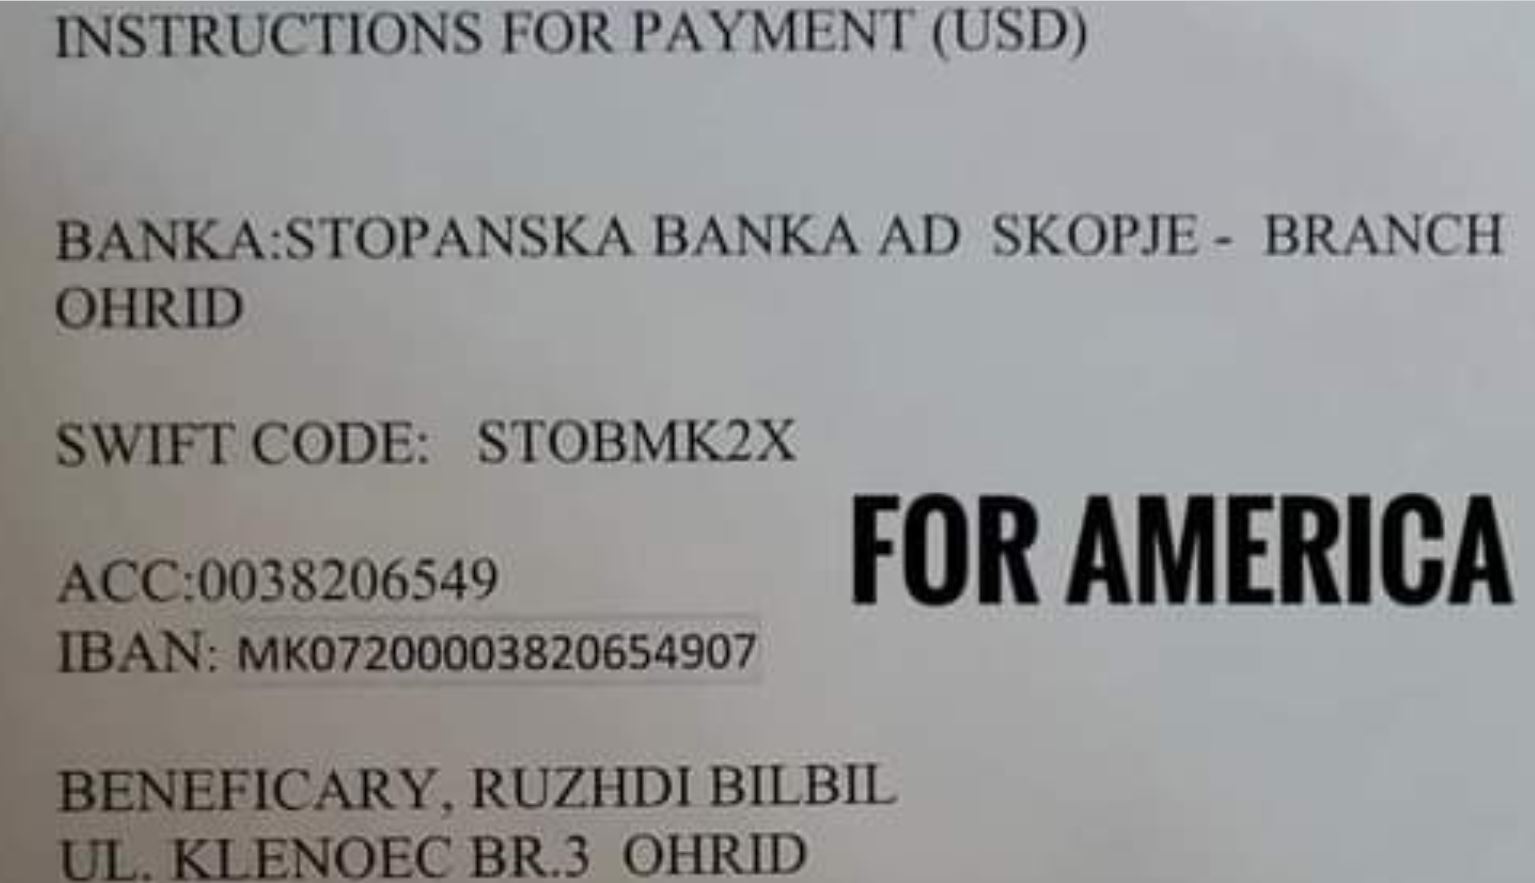 INSTRUCTIONS FOR PAYMENT (USD)
BANKA:STOPANSKA BANKA AD SKOPJE - BRANCH
OHRID
SWIFT CODE: STOBMK2X
FOR AMERICA
ACC:0038206549
IBAN: MK07200003820654907
BENEFICARY, RUZHDI BILBIL
UL. KLENOEC BR.3 OHRID